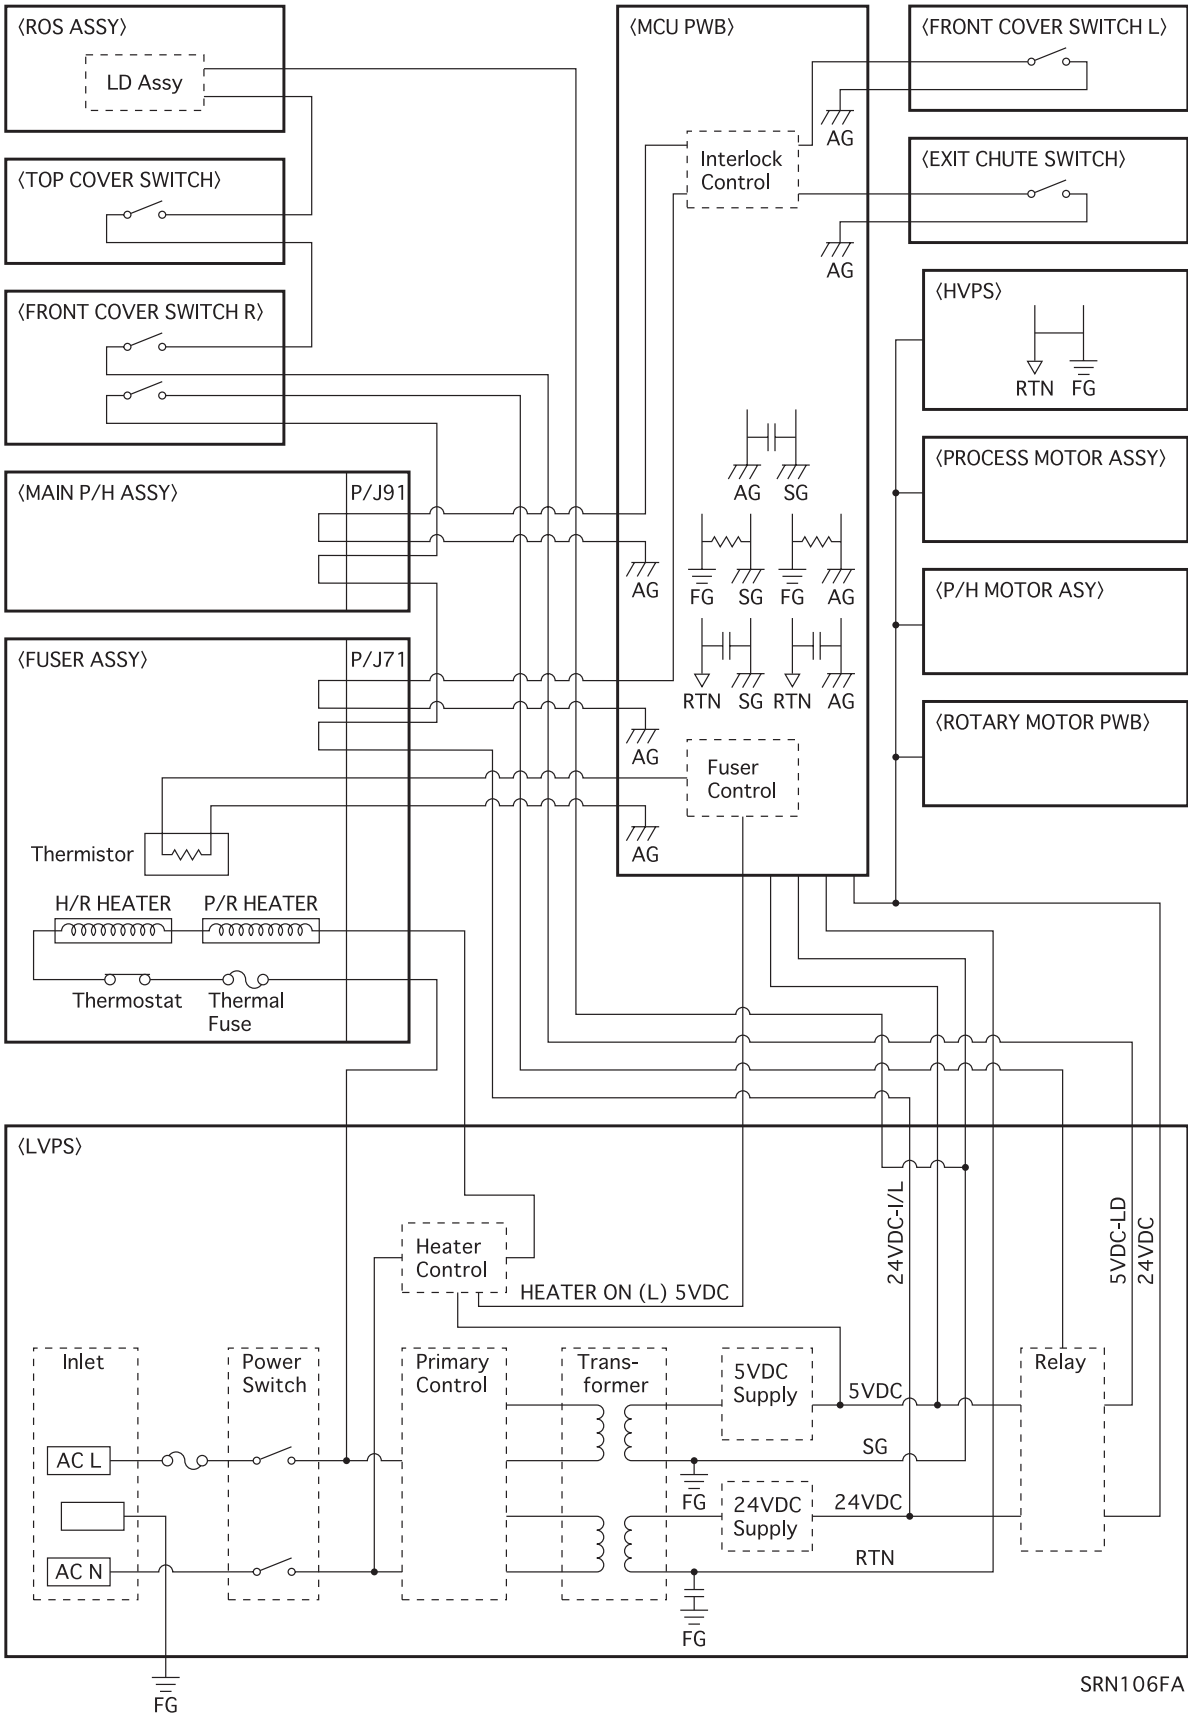 〈ROS ASSY〉
LD Assy
〈TOP COVER SWITCH〉
〈FRONT COVER SWITCH R〉
〈MAIN P/H ASSY〉
P/J91
〈FUSER ASSY〉
P/J71
Thermistor
H/R HEATER
P/R HEATER
Thermostat
Thermal
Fuse
〈MCU PWB〉
AG
Interlock
Control
AG
AG
SG
AG
FG
SG
FG
AG
RTN
SG
RTN
AG
AG
Fuser
Control
AG
〈FRONT COVER SWITCH L〉
〈EXIT CHUTE SWITCH〉
〈HVPS〉
RTN
FG
〈PROCESS MOTOR ASSY〉
〈P/H MOTOR ASY〉
〈ROTARY MOTOR PWB〉
〈LVPS〉
24VDC-I/L
5VDC-LD
24VDC
Heater
Control
HEATER ON (L) 5VDC
Inlet
Power
Switch
Primary
Control
Trans-
former
5VDC
Supply
5VDC
Relay
AC L
SG
FG
24VDC
Supply
24VDC
AC N
RTN
FG
FG
SRN106FA